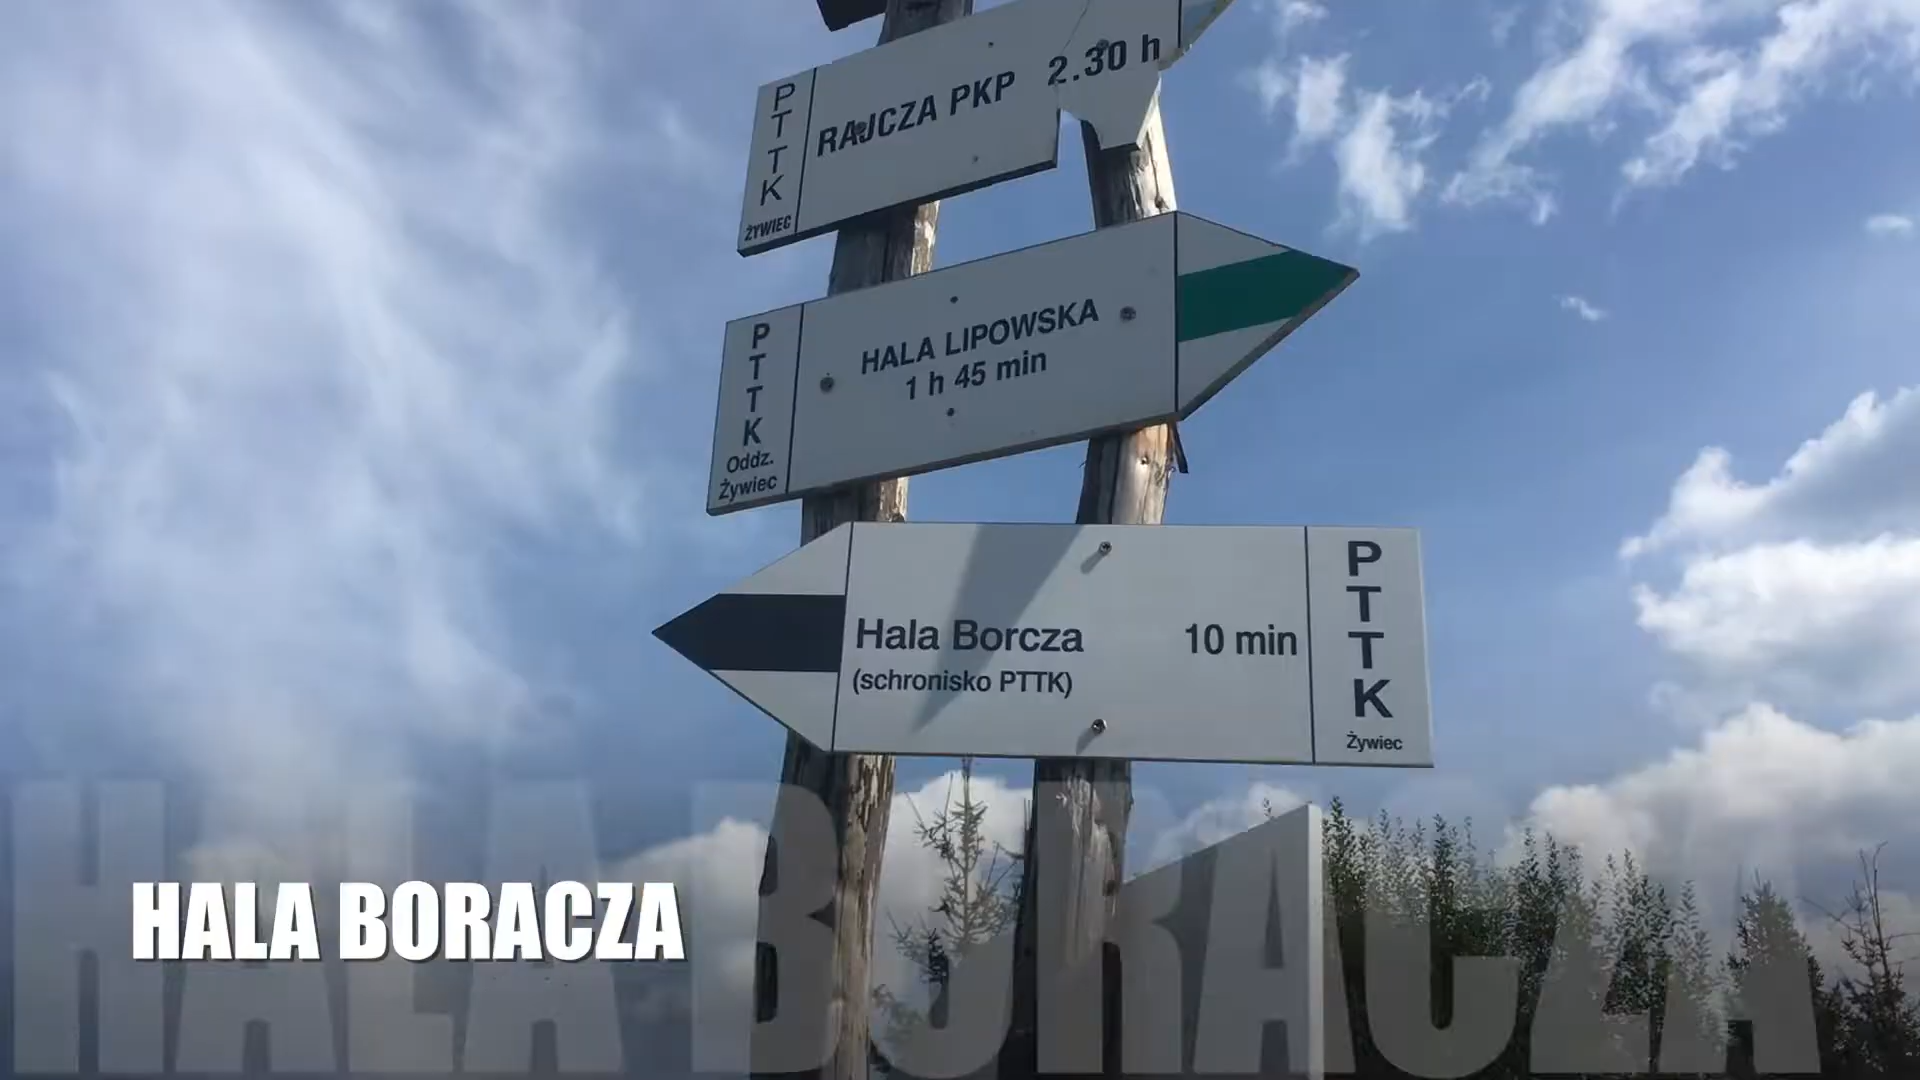 PTTK
ŻYWIEC
RAJCZA PKP 2.30 h
PTTK
Oddz.
Żywiec
HALA LIPOWSKA
1 h 45 min
Hala Borcza 10 min
(schronisko PTTK)
PTTK
Żywiec
HALA BORACZA
HALA BORACZA